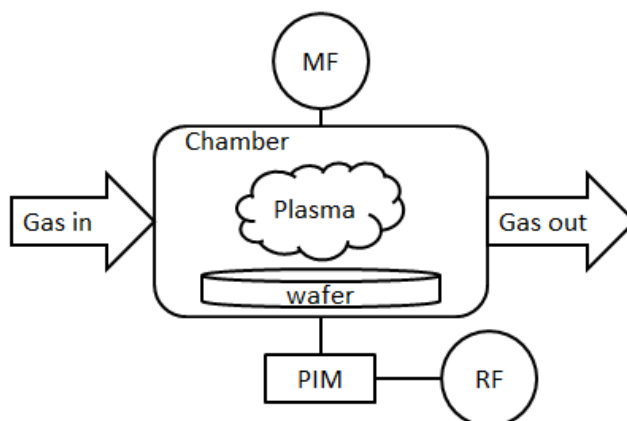 MF
Chamber
Plasma
Gas in
Gas out
wafer
PIM
RF